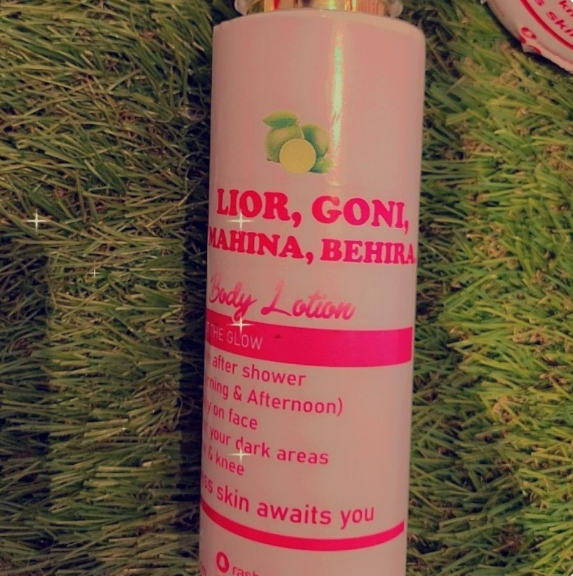 LIOR, GONI,
MAHINA, BEHIRA
Body Lotion
THE GLOW
after shower
& Afternoon)
on face
your dark areas
& knee
skin awaits you